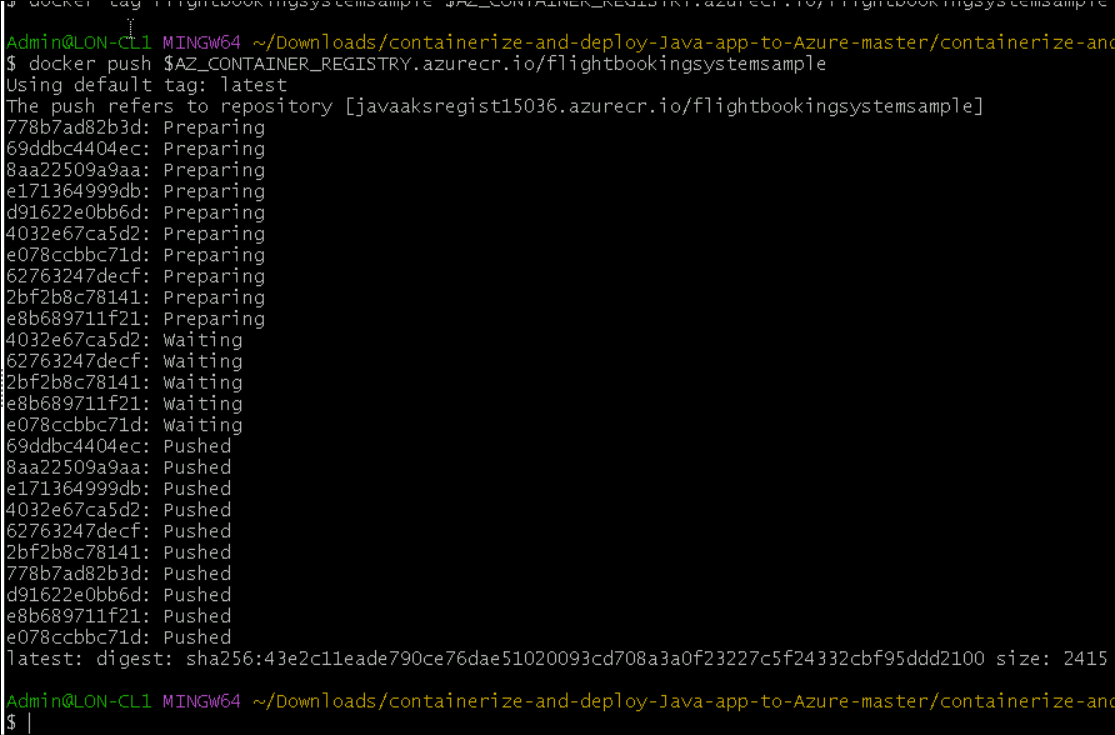 $ docker tag flightbookingsystemsample $AZ_CONTAINER_REGISTRY.azurecr.io/flightbookingsystemsample
Admin@LON-CL1 MINGW64 ~/Downloads/containerize-and-deploy-Java-app-to-Azure-master/containerize-and
$ docker push $AZ_CONTAINER_REGISTRY.azurecr.io/flightbookingsystemsample
Using default tag: latest
The push refers to repository [javaaksregist15036.azurecr.io/flightbookingsystemsample]
778b7ad82b3d: Preparing
69ddbc4404ec: Preparing
8aa22509a9aa: Preparing
e171364999db: Preparing
d91622e0bb6d: Preparing
4032e67ca5d2: Preparing
e078ccbbc71d: Preparing
62763247decf: Preparing
2bf2b8c78141: Preparing
e8b689711f21: Preparing
4032e67ca5d2: Waiting
62763247decf: Waiting
2bf2b8c78141: Waiting
e8b689711f21: Waiting
e078ccbbc71d: Waiting
69ddbc4404ec: Pushed
8aa22509a9aa: Pushed
e171364999db: Pushed
4032e67ca5d2: Pushed
62763247decf: Pushed
2bf2b8c78141: Pushed
778b7ad82b3d: Pushed
d91622e0bb6d: Pushed
e8b689711f21: Pushed
e078ccbbc71d: Pushed
latest: digest: sha256:43e2c11eade790ce76dae51020093cd708a3a0f23227c5f24332cbf95ddd2100 size: 2415
Admin@LON-CL1 MINGW64 ~/Downloads/containerize-and-deploy-Java-app-to-Azure-master/containerize-and
$